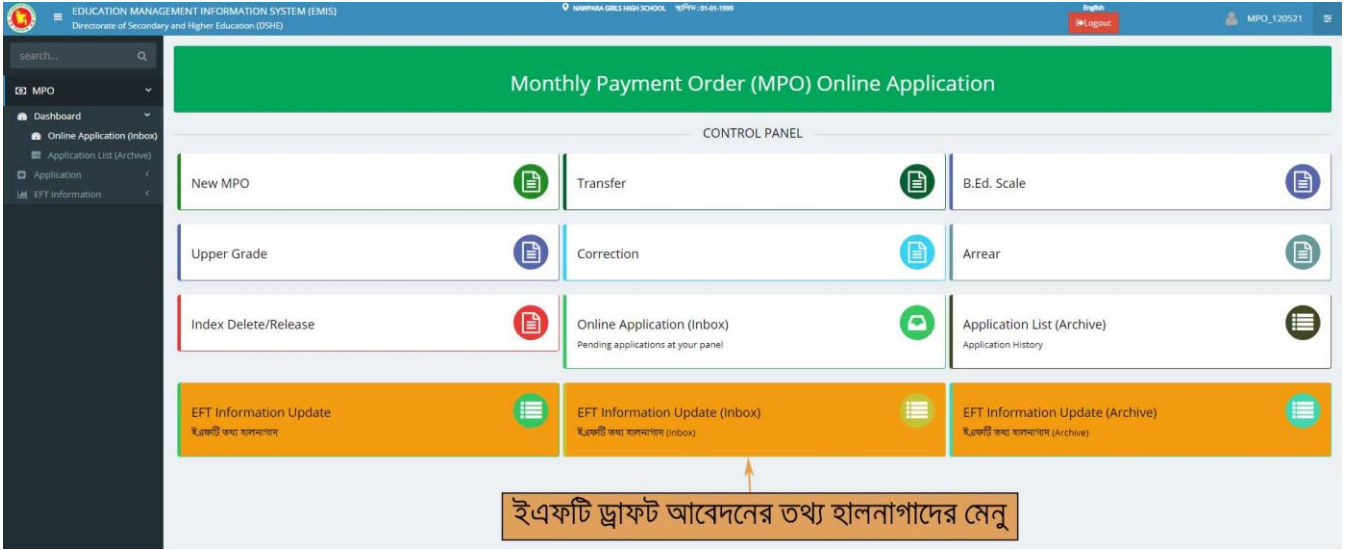 EDUCATION MANAGEMENT INFORMATION SYSTEM (EMIS)
Directorate of Secondary and Higher Education (DSHE)
NAWPARA GIRLS HIGH SCHOOL স্থাপিত : 01-01-1999
English
Logout
MPO_120521
search...
MPO
Dashboard
Online Application (Inbox)
Application List (Archive)
Application
EFT Information
Monthly Payment Order (MPO) Online Application
CONTROL PANEL
New MPO
Transfer
B.Ed. Scale
Upper Grade
Correction
Arrear
Index Delete/Release
Online Application (Inbox)
Pending applications at your panel
Application List (Archive)
Application History
EFT Information Update
ইএফটি তথ্য হালনাগাদ
EFT Information Update (Inbox)
ইএফটি তথ্য হালনাগাদ (Inbox)
EFT Information Update (Archive)
ইএফটি তথ্য হালনাগাদ (Archive)
ইএফটি ড্রাফট আবেদনের তথ্য হালনাগাদের মেনু